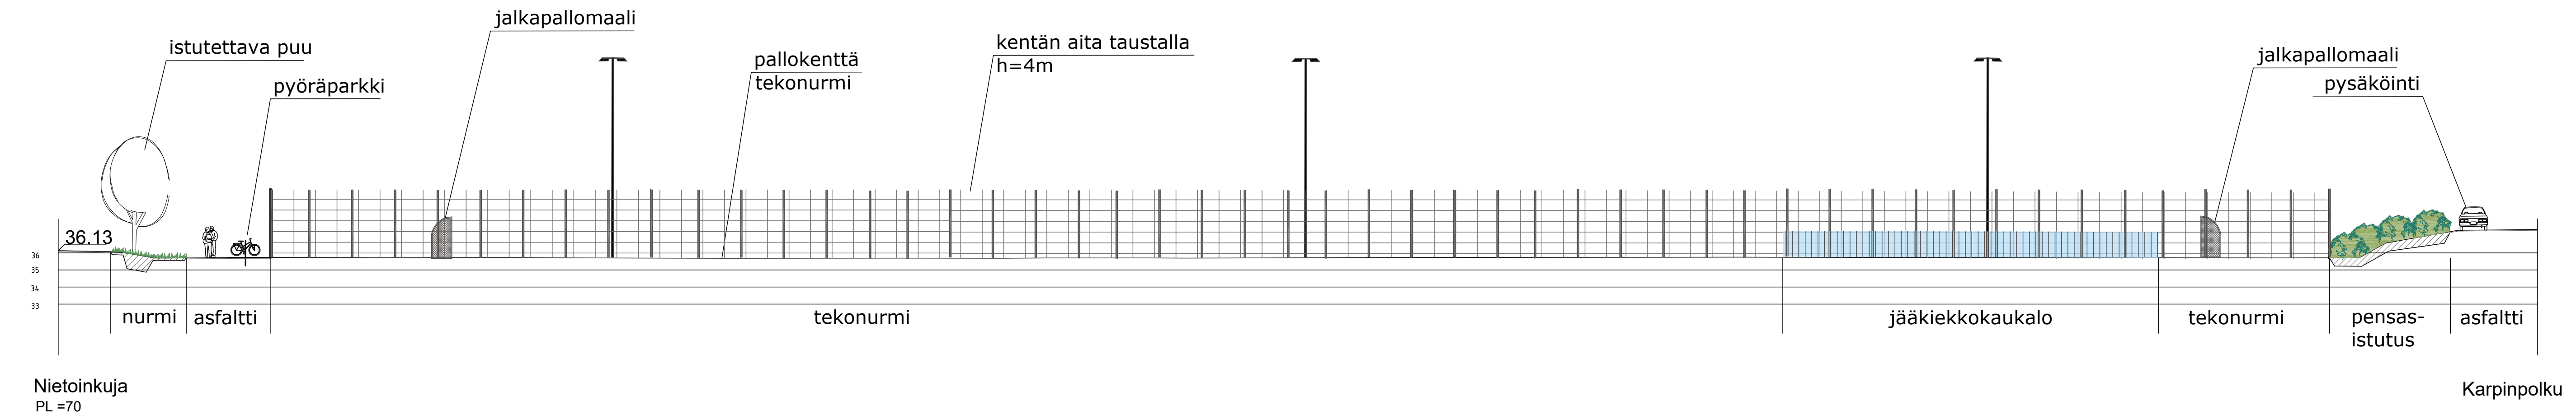 jalkapallomaali
istutettava puu
pyöräparkki
pallokenttä
tekonurmi
kentän aita taustalla
h=4m
jalkapallomaali
pysäköinti
36.13
36
35
34
33
nurmi
asfaltti
tekonurmi
jääkiekkokaukalo
tekonurmi
pensas-
istutus
asfaltti
Nietoinkuja
PL =70
Karpinpolku